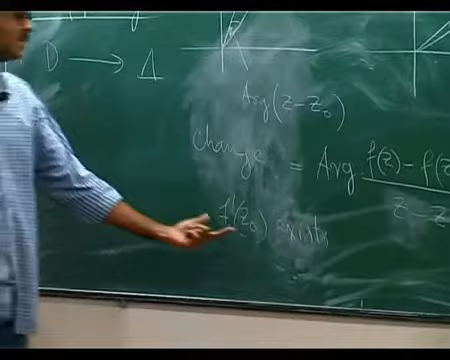 D → Δ
Arg(z - z₀)
Change = Arg f(z) - f(z
z - z
f'(z₀) exists